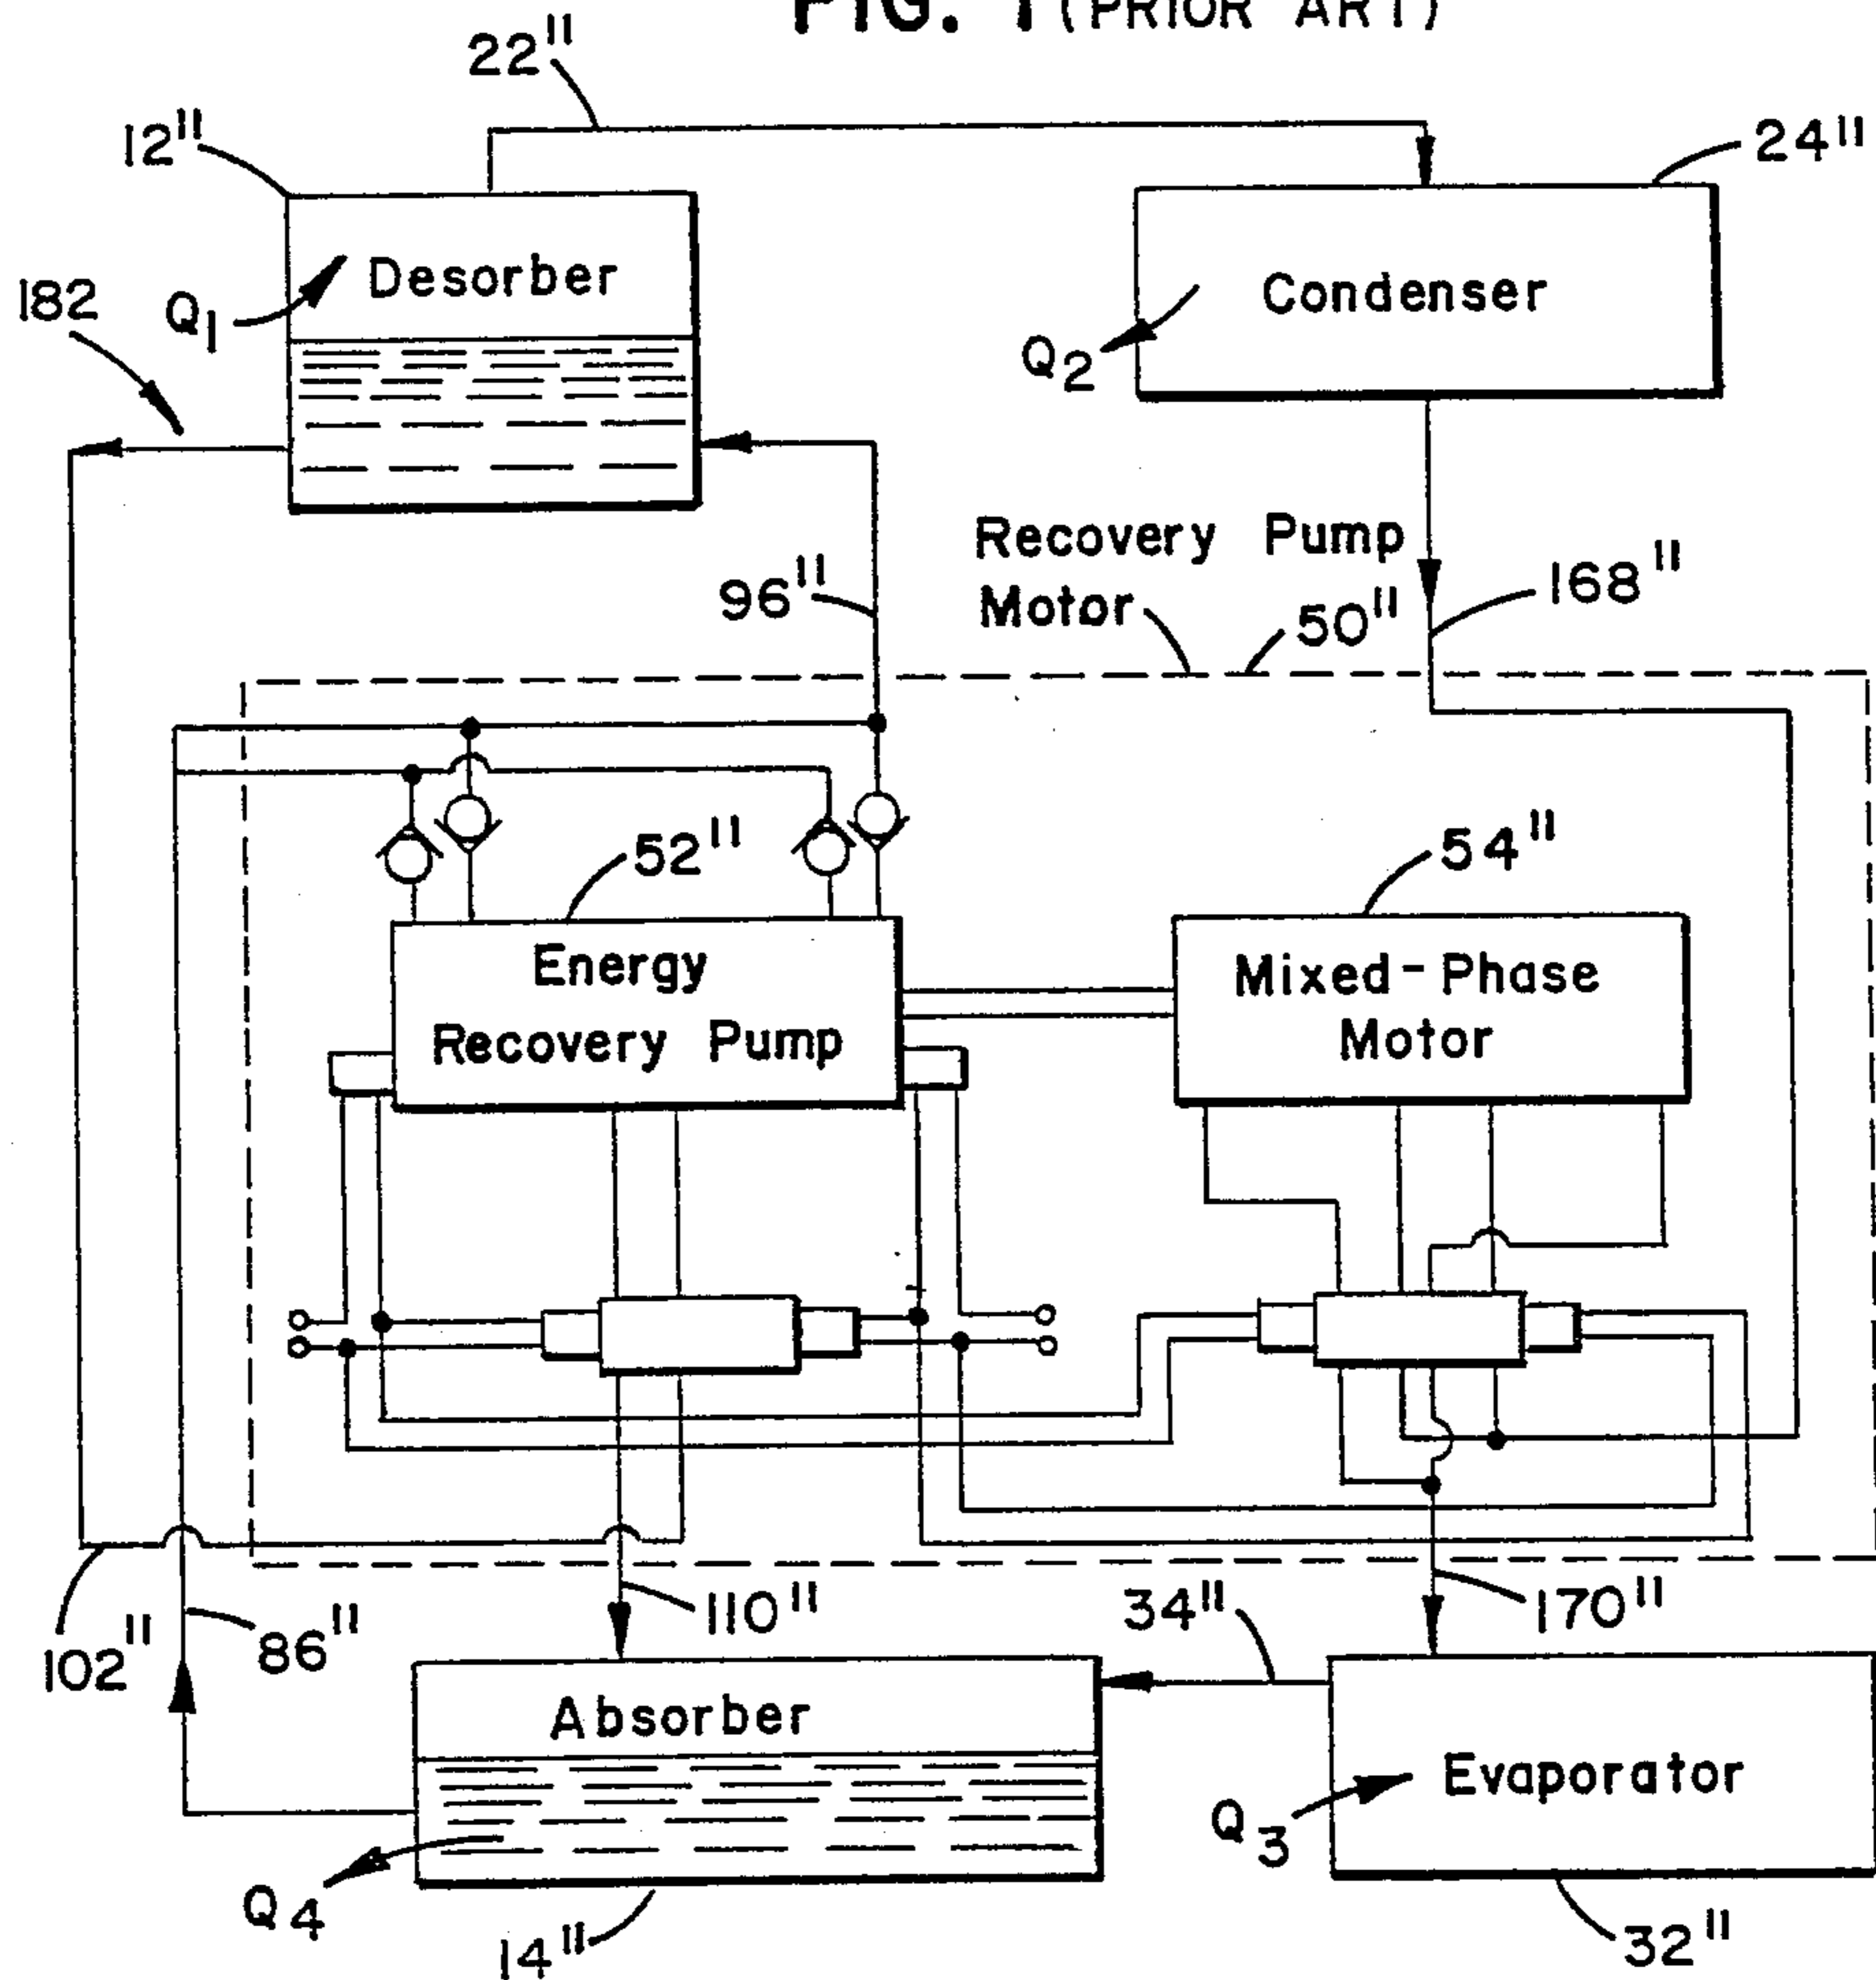 FIG. 1 (PRIOR ART)
22"
12"
24"
Desorber
Condenser
182
Q1
Q2
Recovery Pump
Motor
96"
168"
50"
52"
54"
Energy
Recovery Pump
Mixed-Phase
Motor
110"
34"
170"
102"
86"
Absorber
Evaporator
Q3
Q4
14"
32"